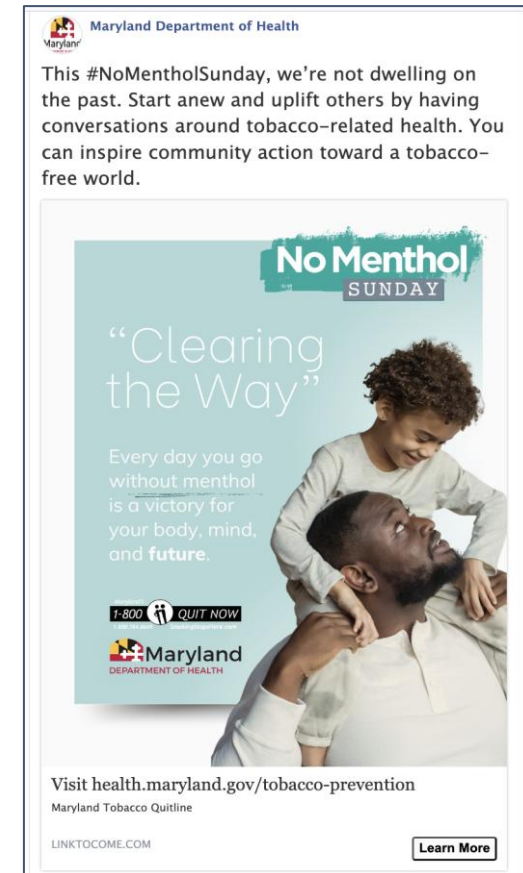 Maryland
Maryland Department of Health
This #NoMentholSunday, we're not dwelling on
the past. Start anew and uplift others by having
conversations around tobacco-related health. You
can inspire community action toward a tobacco-
free world.
No Menthol
SUNDAY
“Clearing
the Way”
Every day you go
without menthol
is a victory for
your body, mind,
and future.
1-800 QUIT NOW
Maryland
DEPARTMENT OF HEALTH
Visit health.maryland.gov/tobacco-prevention
Maryland Tobacco Quitline
LINKTOCOME.COM
Learn More